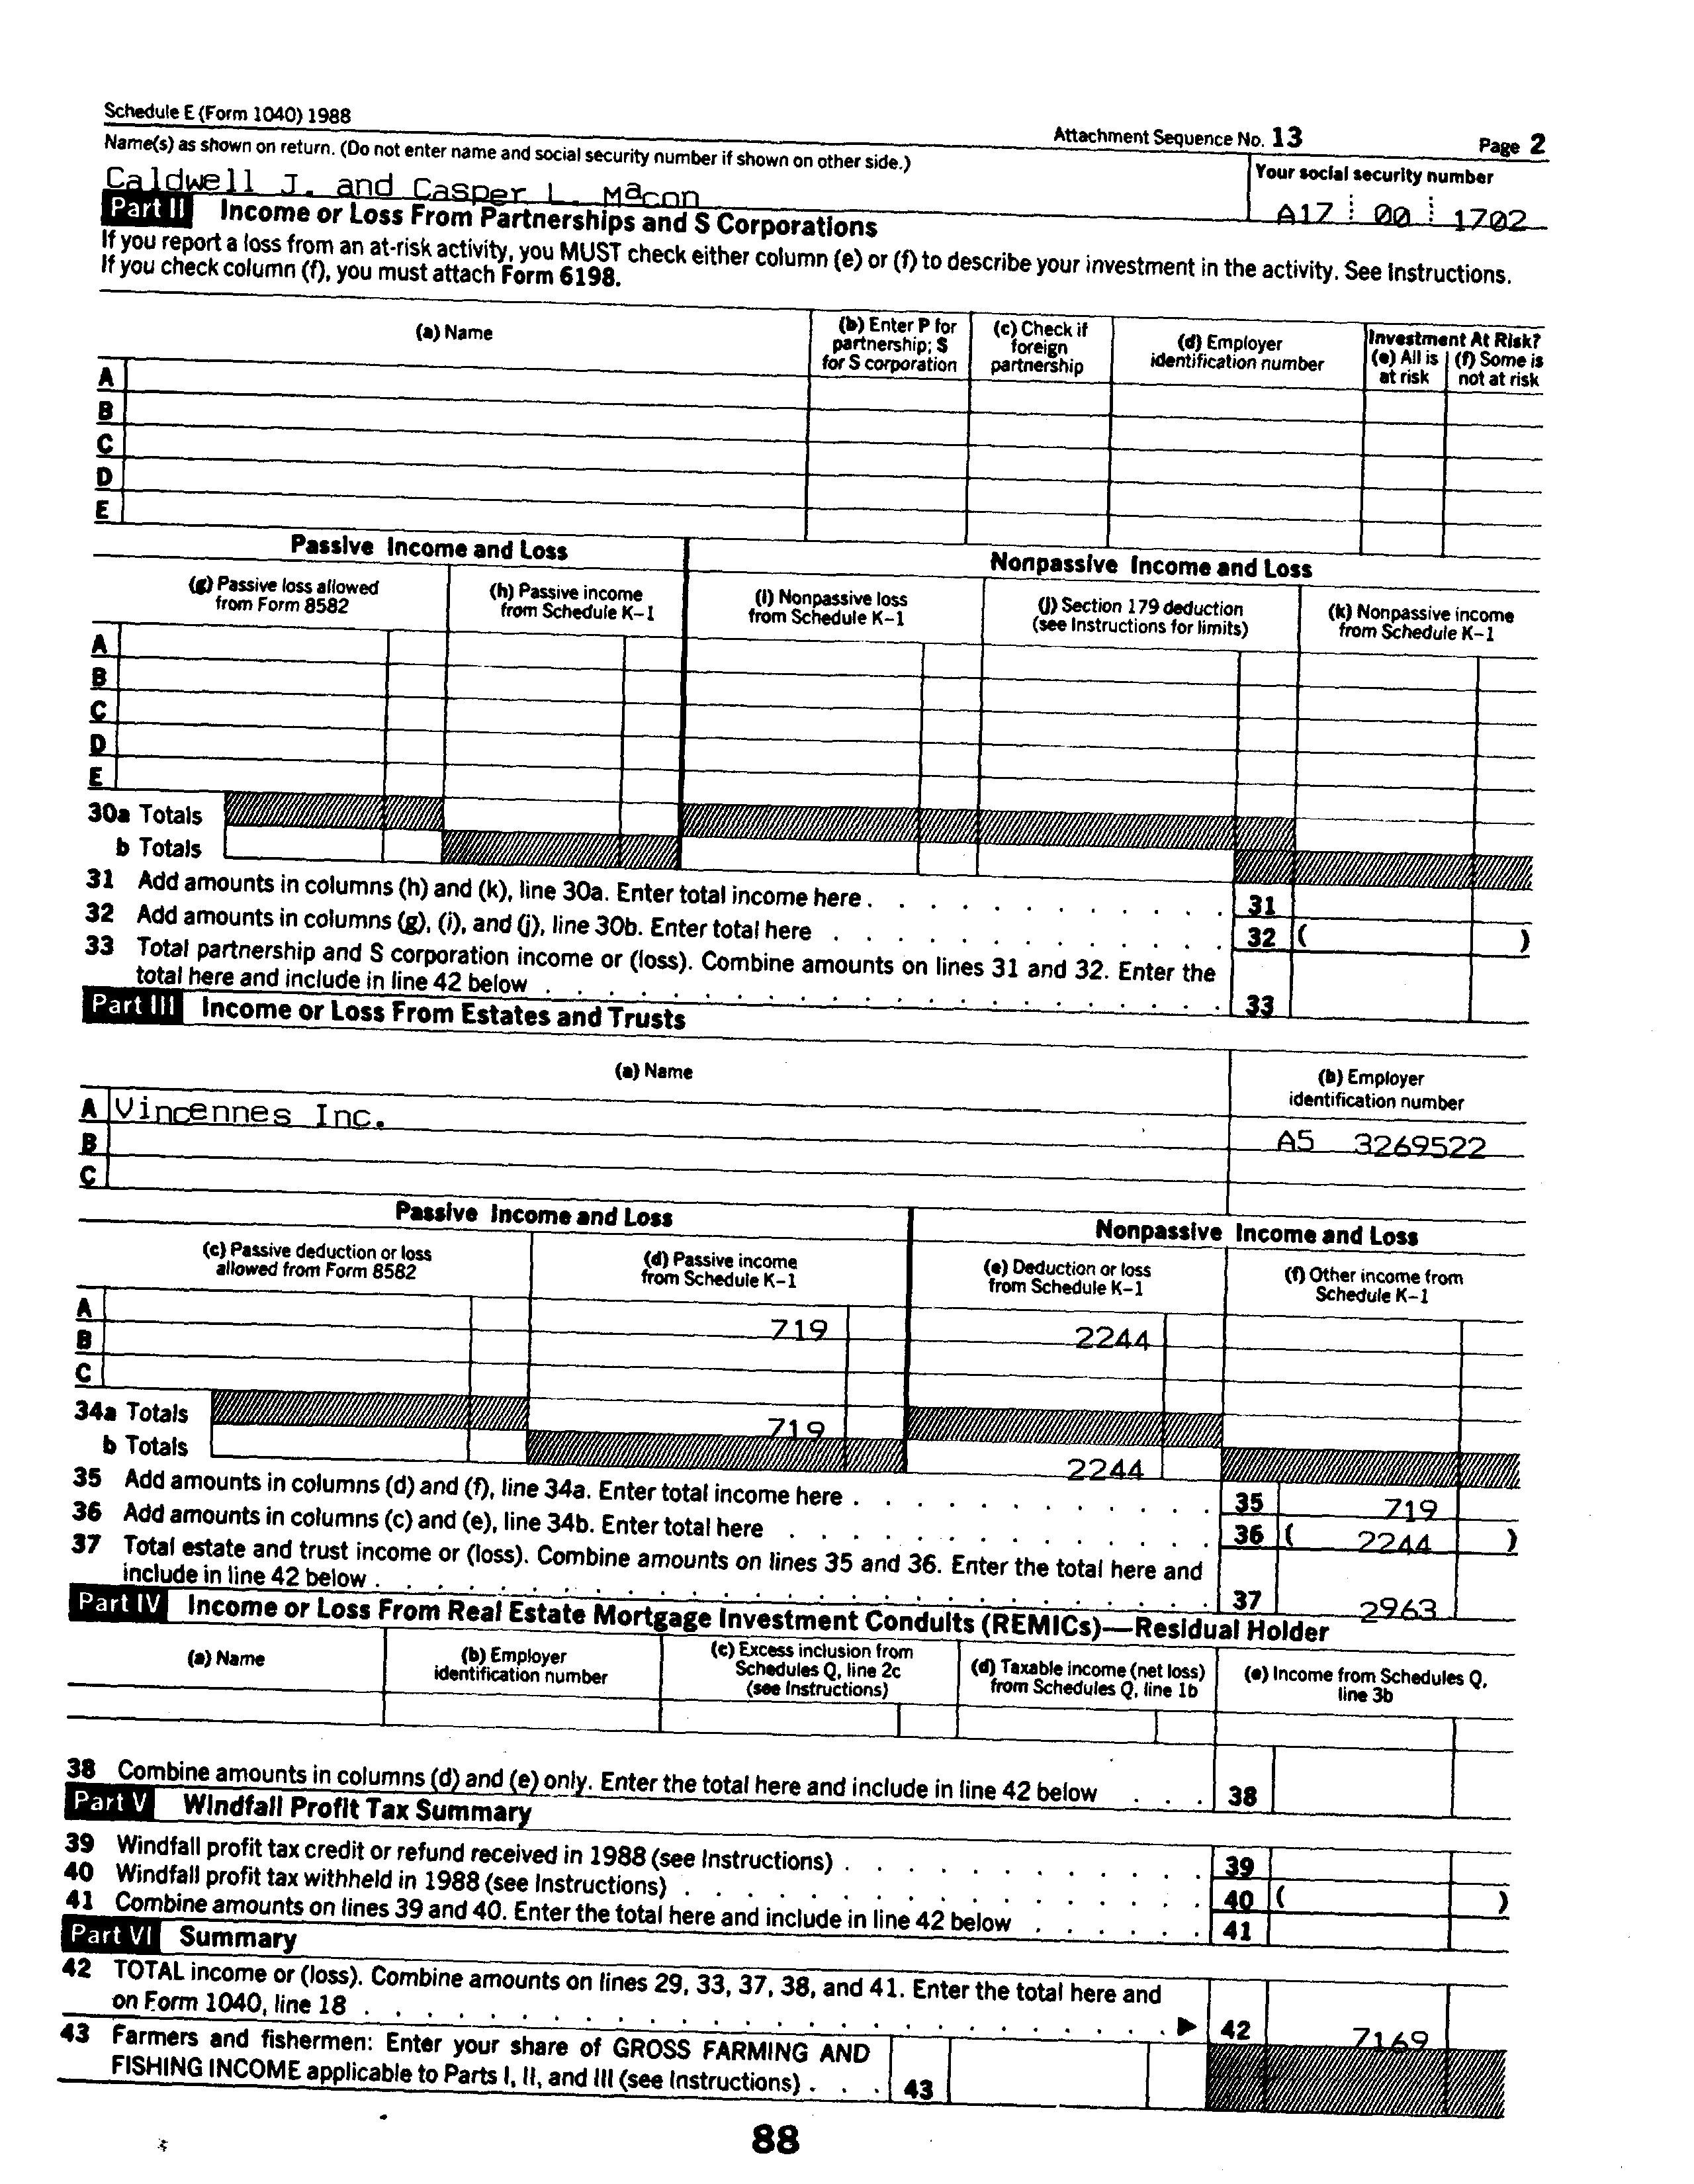 Schedule E (Form 1040) 1988
Attachment Sequence No. 13
Page 2
Name(s) as shown on return. (Do not enter name and social security number if shown on other side.)
Your social security number
Caldwell J. and Casper L. Macon
A17 00 1702
Part II Income or Loss From Partnerships and S Corporations
If you report a loss from an at-risk activity, you MUST check either column (e) or (f) to describe your investment in the activity. See Instructions.
If you check column (f), you must attach Form 6198.
(a) Name
(b) Enter P for
partnership; S
for S corporation
(c) Check if
foreign
partnership
(d) Employer
identification number
Investment At Risk?
(e) All is
at risk
(f) Some is
not at risk
A
B
C
D
E
Passive Income and Loss
Nonpassive Income and Loss
(g) Passive loss allowed
from Form 8582
(h) Passive income
from Schedule K–1
(i) Nonpassive loss
from Schedule K–1
(j) Section 179 deduction
(see Instructions for limits)
(k) Nonpassive income
from Schedule K–1
A
B
C
D
E
30a Totals
b Totals
31 Add amounts in columns (h) and (k), line 30a. Enter total income here . . . . . . . . . . . . 31
32 Add amounts in columns (g), (i), and (j), line 30b. Enter total here . . . . . . . . . . . . . 32 ( )
33 Total partnership and S corporation income or (loss). Combine amounts on lines 31 and 32. Enter the
total here and include in line 42 below . . . . . . . . . . . . . . . . . . . . . . 33
Part III Income or Loss From Estates and Trusts
(a) Name
(b) Employer
identification number
A Vincennes Inc.
A5 3269522
B
C
Passive Income and Loss
Nonpassive Income and Loss
(c) Passive deduction or loss
allowed from Form 8582
(d) Passive income
from Schedule K–1
(e) Deduction or loss
from Schedule K–1
(f) Other income from
Schedule K–1
A 719 2244
B
C
34a Totals 719
b Totals 2244
35 Add amounts in columns (d) and (f), line 34a. Enter total income here . . . . . . . . . . . . 35 719
36 Add amounts in columns (c) and (e), line 34b. Enter total here . . . . . . . . . . . . . . 36 ( 2244 )
37 Total estate and trust income or (loss). Combine amounts on lines 35 and 36. Enter the total here and
include in line 42 below . . . . . . . . . . . . . . . . . . . . . . . . . . . 37 2963
Part IV Income or Loss From Real Estate Mortgage Investment Conduits (REMICs)—Residual Holder
(a) Name
(b) Employer
identification number
(c) Excess inclusion from
Schedules Q, line 2c
(see Instructions)
(d) Taxable income (net loss)
from Schedules Q, line 1b
(e) Income from Schedules Q,
line 3b
38 Combine amounts in columns (d) and (e) only. Enter the total here and include in line 42 below . . . 38
Part V Windfall Profit Tax Summary
39 Windfall profit tax credit or refund received in 1988 (see Instructions) . . . . . . . . . . . . 39
40 Windfall profit tax withheld in 1988 (see Instructions) . . . . . . . . . . . . . . . . . 40 ( )
41 Combine amounts on lines 39 and 40. Enter the total here and include in line 42 below . . . . . . 41
Part VI Summary
42 TOTAL income or (loss). Combine amounts on lines 29, 33, 37, 38, and 41. Enter the total here and
on Form 1040, line 18 . . . . . . . . . . . . . . . . . . . . . . . . . . ▶ 42 7169
43 Farmers and fishermen: Enter your share of GROSS FARMING AND
FISHING INCOME applicable to Parts I, II, and III (see Instructions) . . . 43
88